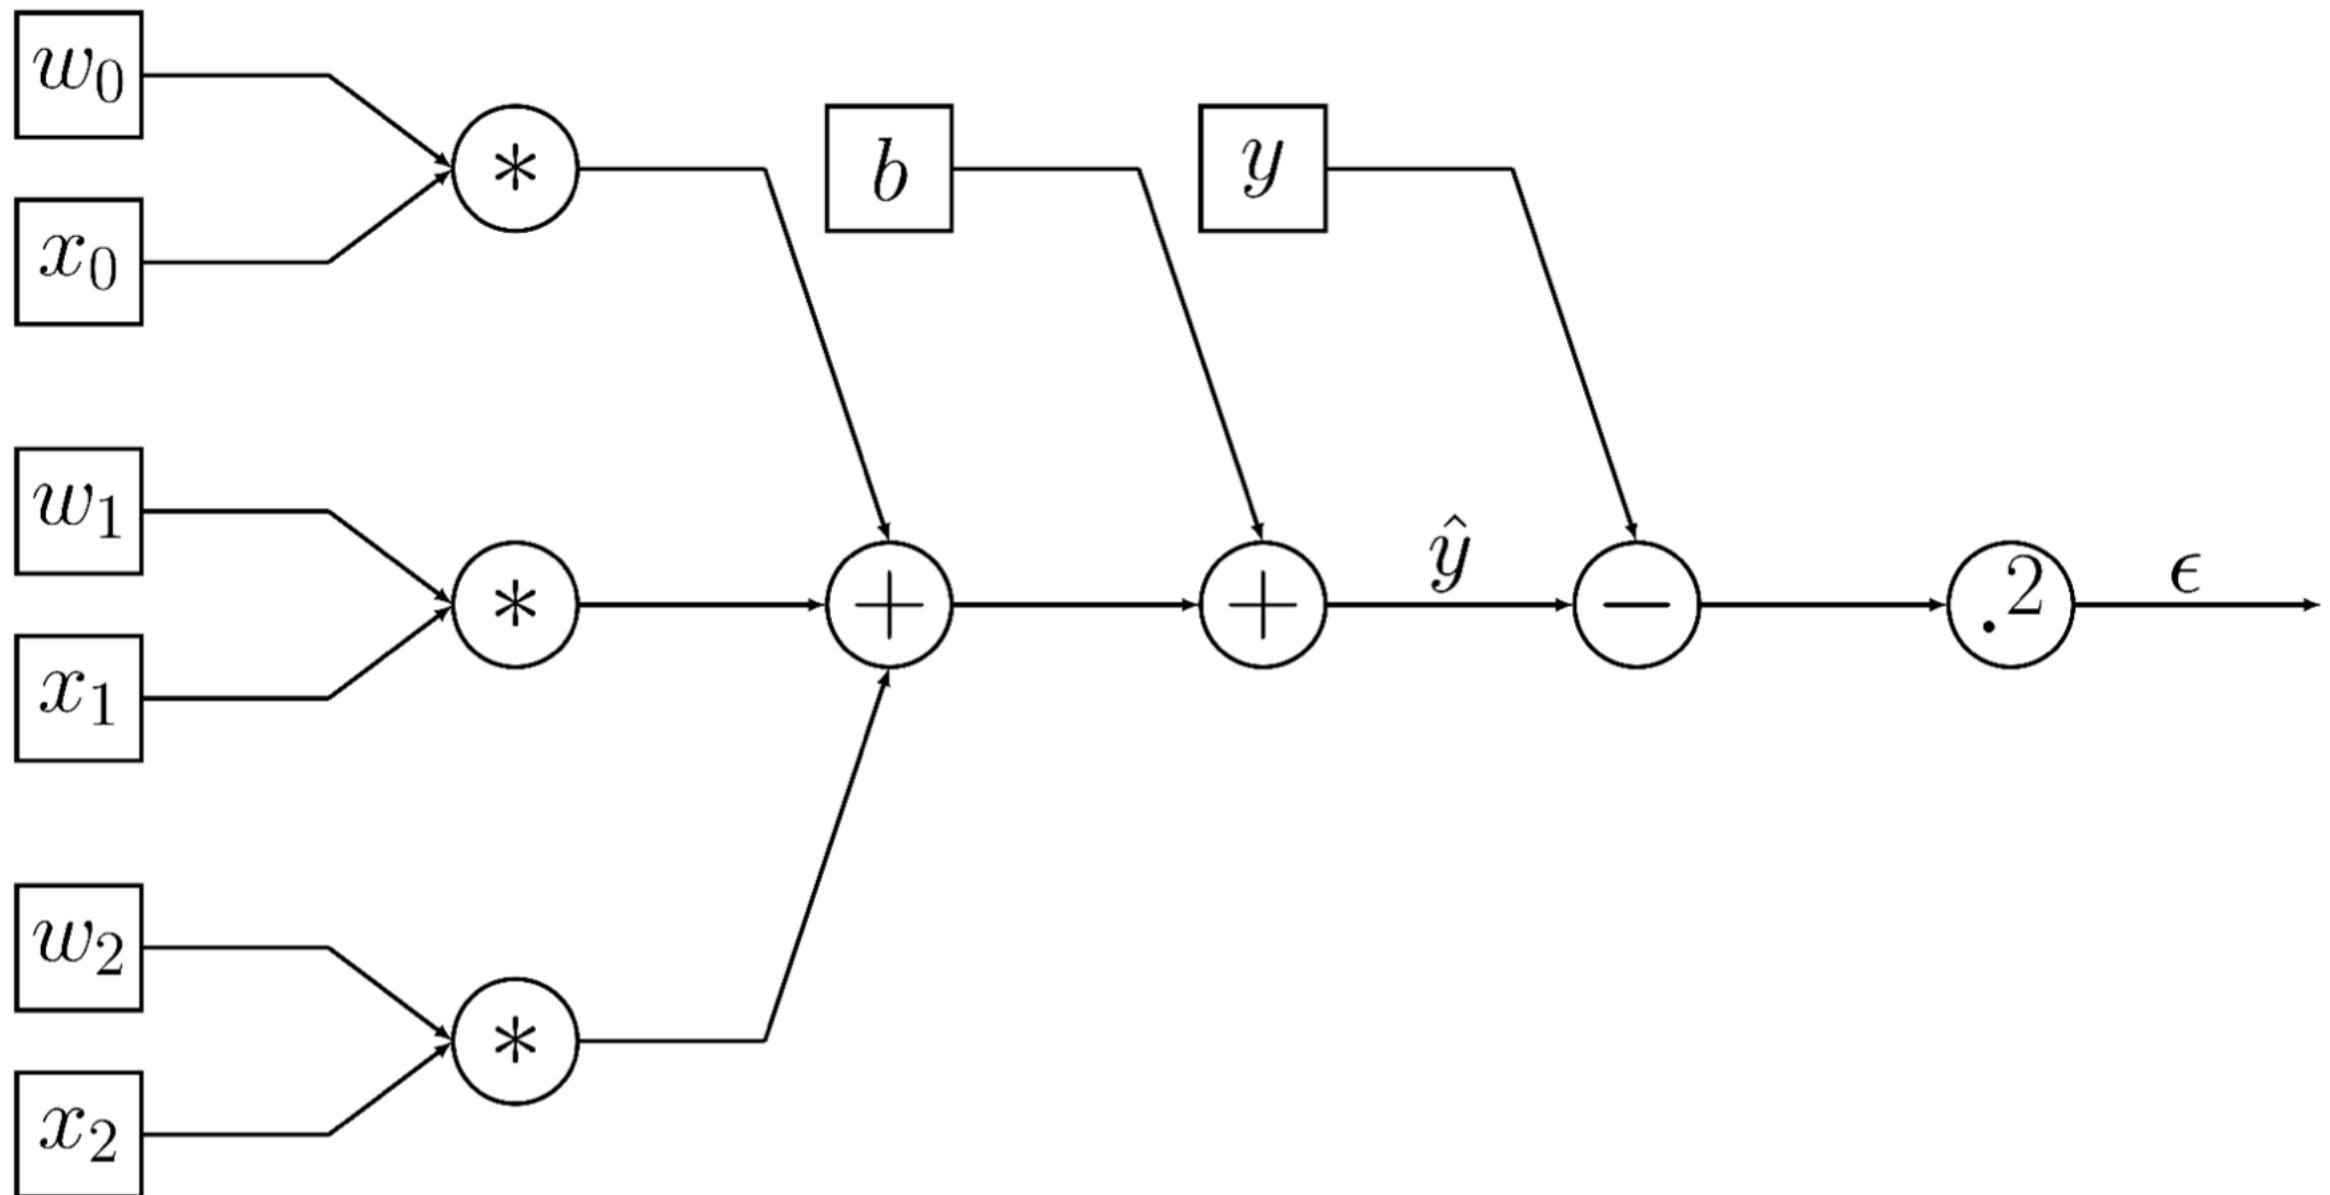 w₀
x₀
*
b
y
w₁
x₁
*
+
+
ŷ
−
.²
ϵ
w₂
x₂
*